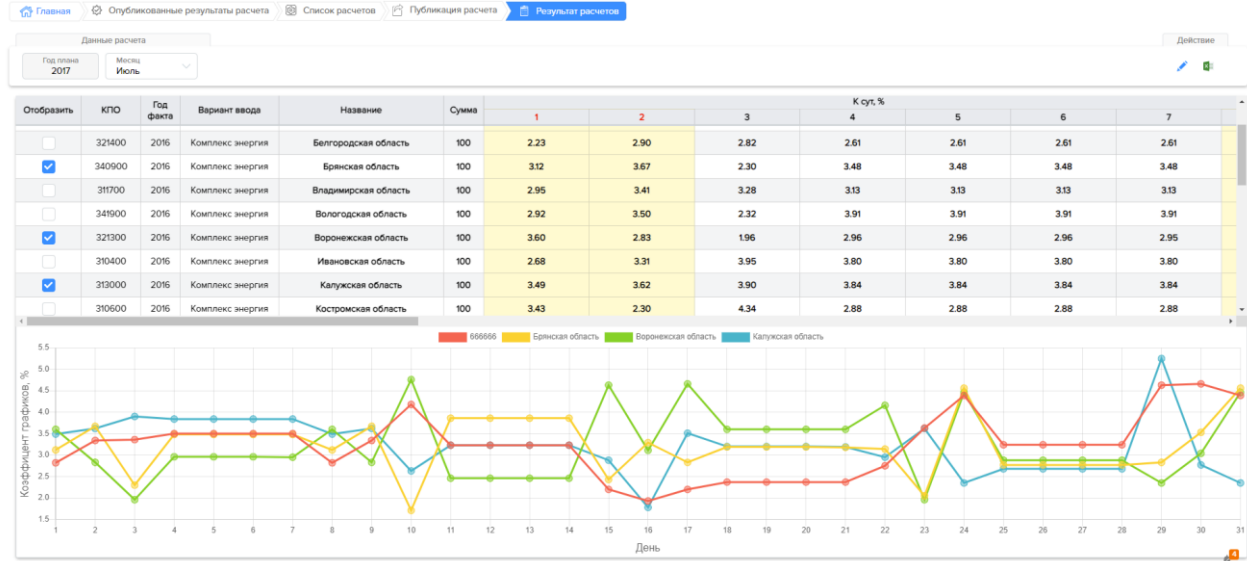 Главная Опубликованные результаты расчета Список расчетов Публикация расчета Результат расчетов
Данные расчета Действие
Год плана Месяц
2017 Июль
Отобразить КПО Год факта Вариант ввода Название Сумма К сут, %
1 2 3 4 5 6 7
321400 2016 Комплекс энергия Белгородская область 100 2.23 2.90 2.82 2.61 2.61 2.61 2.61
340900 2016 Комплекс энергия Брянская область 100 3.12 3.67 2.30 3.48 3.48 3.48 3.48
311700 2016 Комплекс энергия Владимирская область 100 2.95 3.41 3.28 3.13 3.13 3.13 3.13
341900 2016 Комплекс энергия Вологодская область 100 2.92 3.50 2.32 3.91 3.91 3.91 3.91
321300 2016 Комплекс энергия Воронежская область 100 3.60 2.83 1.96 2.96 2.96 2.96 2.95
310400 2016 Комплекс энергия Ивановская область 100 2.68 3.31 3.95 3.80 3.80 3.80 3.80
313000 2016 Комплекс энергия Калужская область 100 3.49 3.62 3.90 3.84 3.84 3.84 3.84
310600 2016 Комплекс энергия Костромская область 100 3.43 2.30 4.34 2.88 2.88 2.88 2.88
666666 Брянская область Воронежская область Калужская область
Коэффицент графиков, %
5.5
5.0
4.5
4.0
3.5
3.0
2.5
2.0
1.5
1 2 3 4 5 6 7 8 9 10 11 12 13 14 15 16 17 18 19 20 21 22 23 24 25 26 27 28 29 30 31
День
4